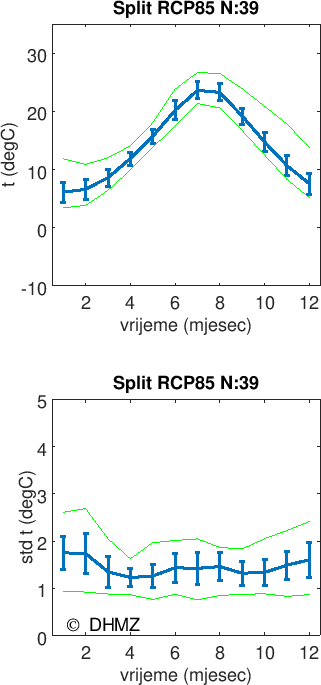 Split RCP85 N:39
t (degC)
30
20
10
0
-10
2 4 6 8 10 12
vrijeme (mjesec)
Split RCP85 N:39
std t (degC)
5
4
3
2
1
0
© DHMZ
2 4 6 8 10 12
vrijeme (mjesec)